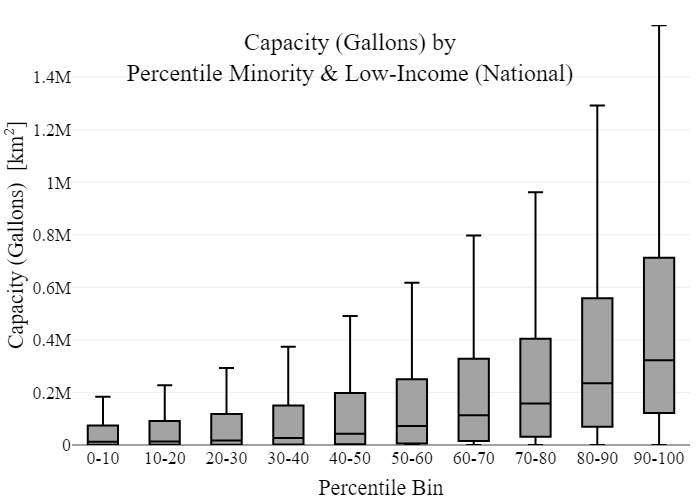 Capacity (Gallons) by
Percentile Minority & Low-Income (National)
Capacity (Gallons) [km²]
1.4M
1.2M
1M
0.8M
0.6M
0.4M
0.2M
0
0-10 10-20 20-30 30-40 40-50 50-60 60-70 70-80 80-90 90-100
Percentile Bin